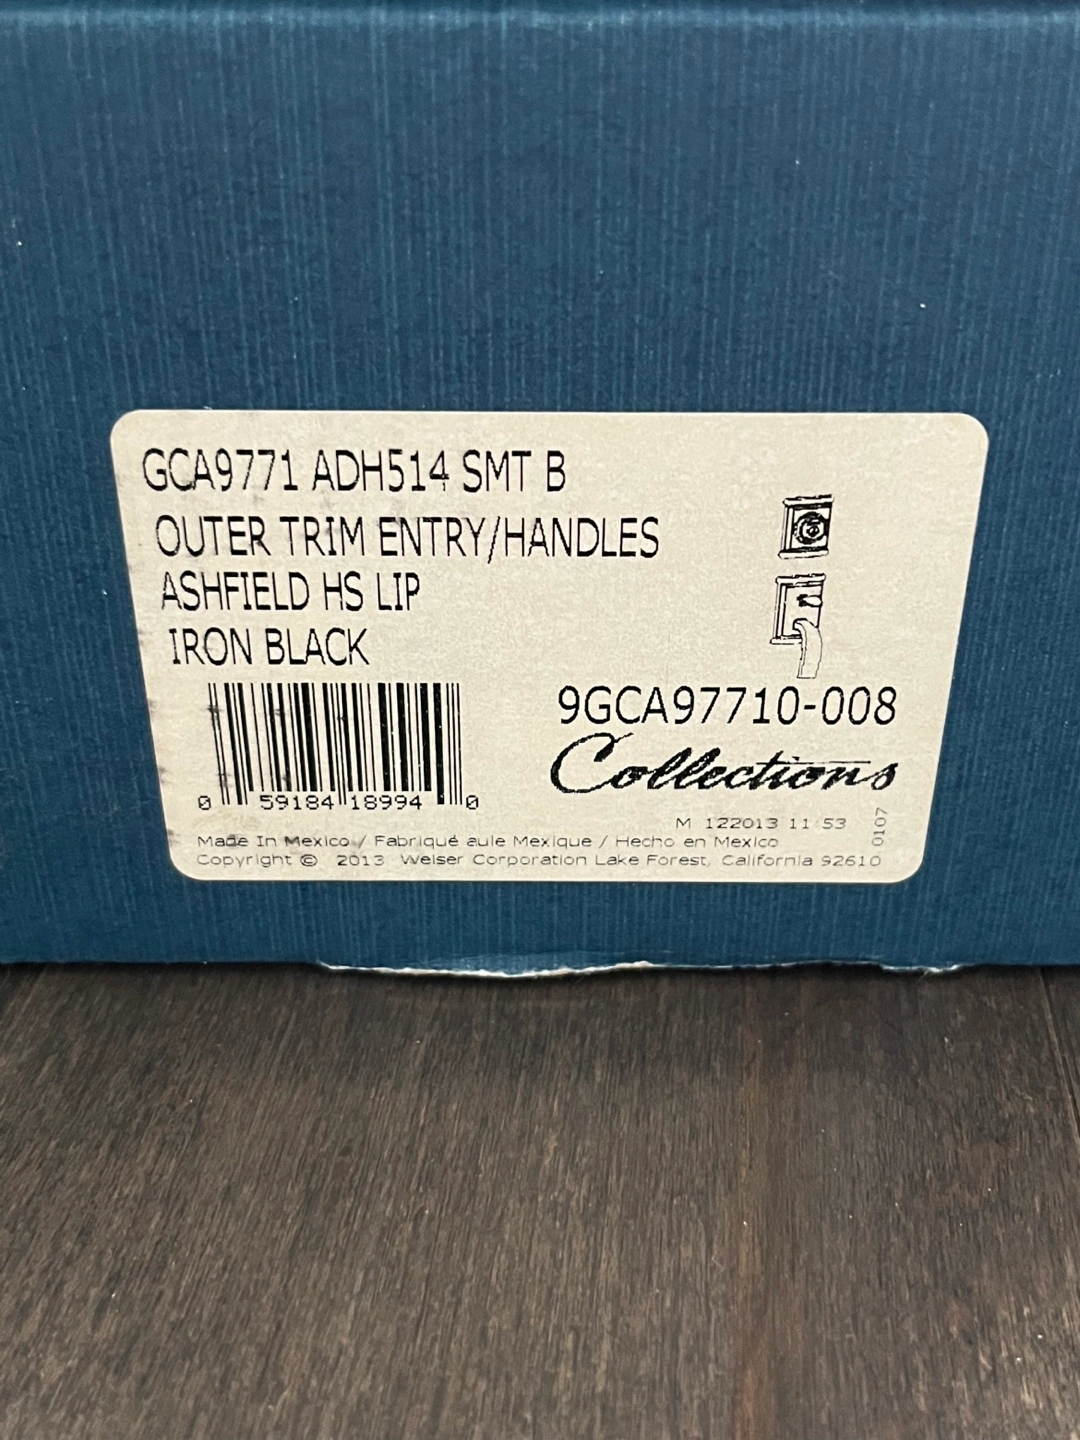 GCA9771 ADH514 SMT B
OUTER TRIM ENTRY/HANDLES
ASHFIELD HS LIP
IRON BLACK
9GCA97710-008
Collections
0 59184 18994 0
M 122013 11 53
0107
Made In Mexico / Fabriqué aule Mexique / Hecho en Mexico
Copyright © 2013 Weiser Corporation Lake Forest, California 92610